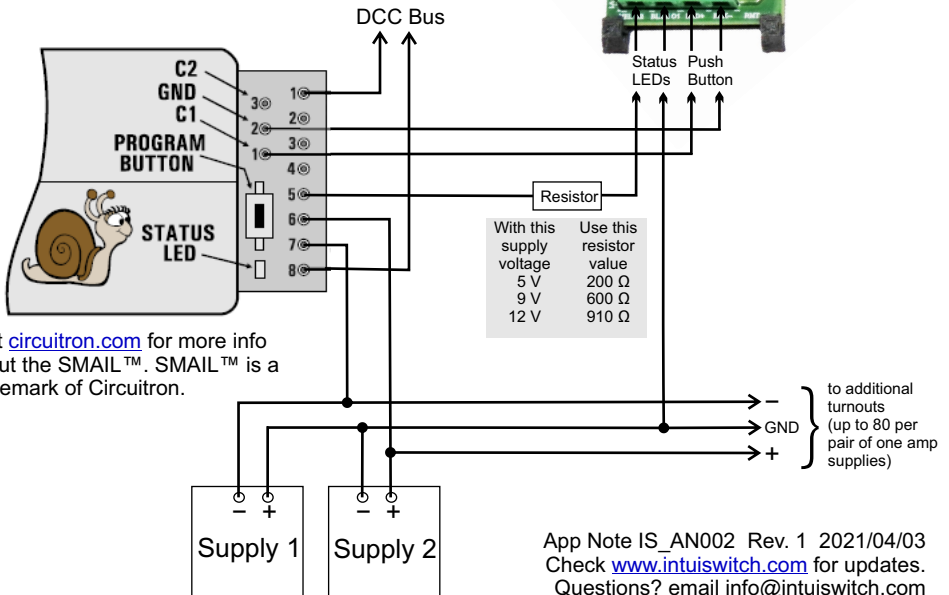 DCC Bus
Status Push
LEDs Button
C2
GND
C1
PROGRAM
BUTTON
STATUS
LED
3
2
1
1
2
3
4
5
6
7
8
Resistor
With this Use this
supply resistor
voltage value
5 V 200 Ω
9 V 600 Ω
12 V 910 Ω
circuitron.com for more info
the SMAIL™. SMAIL™ is a
of Circuitron.
−
GND
+
to additional
turnouts
(up to 80 per
pair of one amp
supplies)
− +
− +
Supply 1
Supply 2
App Note IS_AN002 Rev. 1 2021/04/03
Check www.intuiswitch.com for updates.
Questions? email info@intuiswitch.com